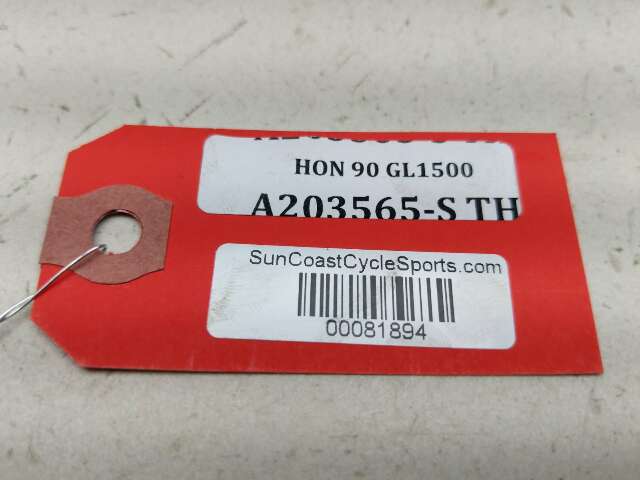 HON 90 GL1500
A203565-S TH
SunCoastCycleSports.com
00081894